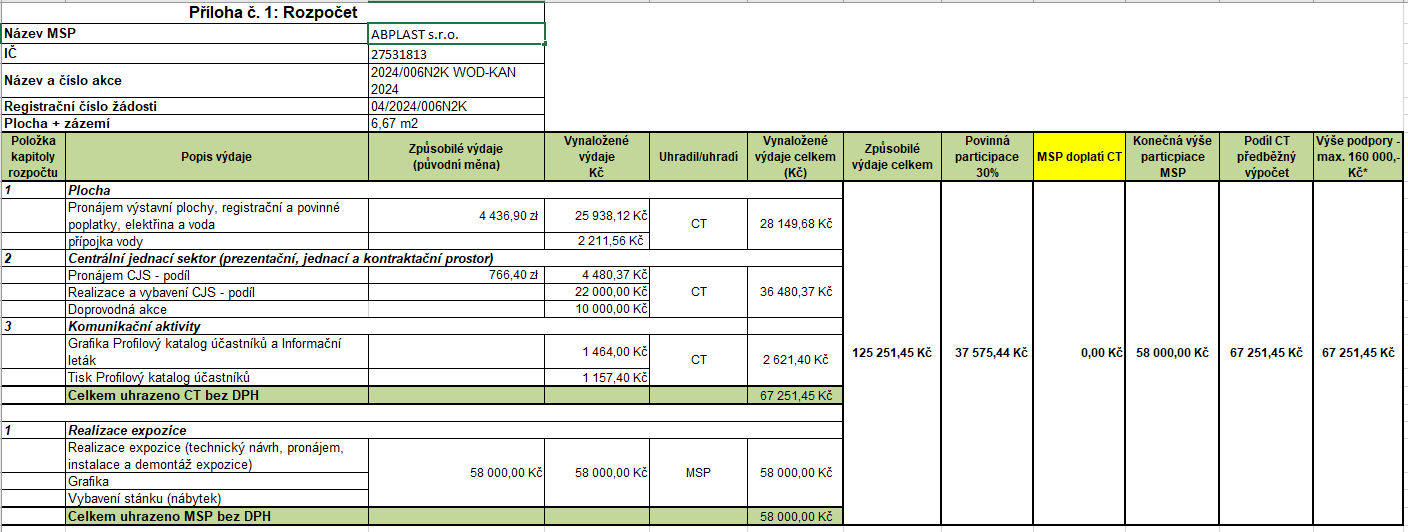 Příloha č. 1: Rozpočet
Název MSP ABPLAST s.r.o.
IČ 27531813
Název a číslo akce 2024/006N2K WOD-KAN
2024
Registrační číslo žádosti 04/2024/006N2K
Plocha + zázemí 6,67 m2
Položka kapitoly rozpočtu Popis výdaje Způsobilé výdaje (původní měna) Vynaložené výdaje Kč Uhradil/uhradí Vynaložené výdaje celkem (Kč) Způsobilé výdaje celkem Povinná participace 30% MSP doplatí CT Konečná výše particpiace MSP Podíl CT předběžný výpočet Výše podpory - max. 160 000,- Kč*
1 Plocha
Pronájem výstavní plochy, registrační a povinné
poplatky, elektřina a voda 4 436,90 zł 25 938,12 Kč CT 28 149,68 Kč
přípojka vody 2 211,56 Kč
2 Centrální jednací sektor (prezentační, jednací a kontraktační prostor)
Pronájem CJS - podíl 766,40 zł 4 480,37 Kč
Realizace a vybavení CJS - podíl 22 000,00 Kč CT 36 480,37 Kč
Doprovodná akce 10 000,00 Kč
3 Komunikační aktivity
Grafika Profilový katalog účastníků a Informační
leták 1 464,00 Kč CT 2 621,40 Kč 125 251,45 Kč 37 575,44 Kč 0,00 Kč 58 000,00 Kč 67 251,45 Kč 67 251,45 Kč
Tisk Profilový katalog účastníků 1 157,40 Kč
Celkem uhrazeno CT bez DPH 67 251,45 Kč
1 Realizace expozice
Realizace expozice (technický návrh, pronájem,
instalace a demontáž expozice) 58 000,00 Kč 58 000,00 Kč MSP 58 000,00 Kč
Grafika
Vybavení stánku (nábytek)
Celkem uhrazeno MSP bez DPH 58 000,00 Kč